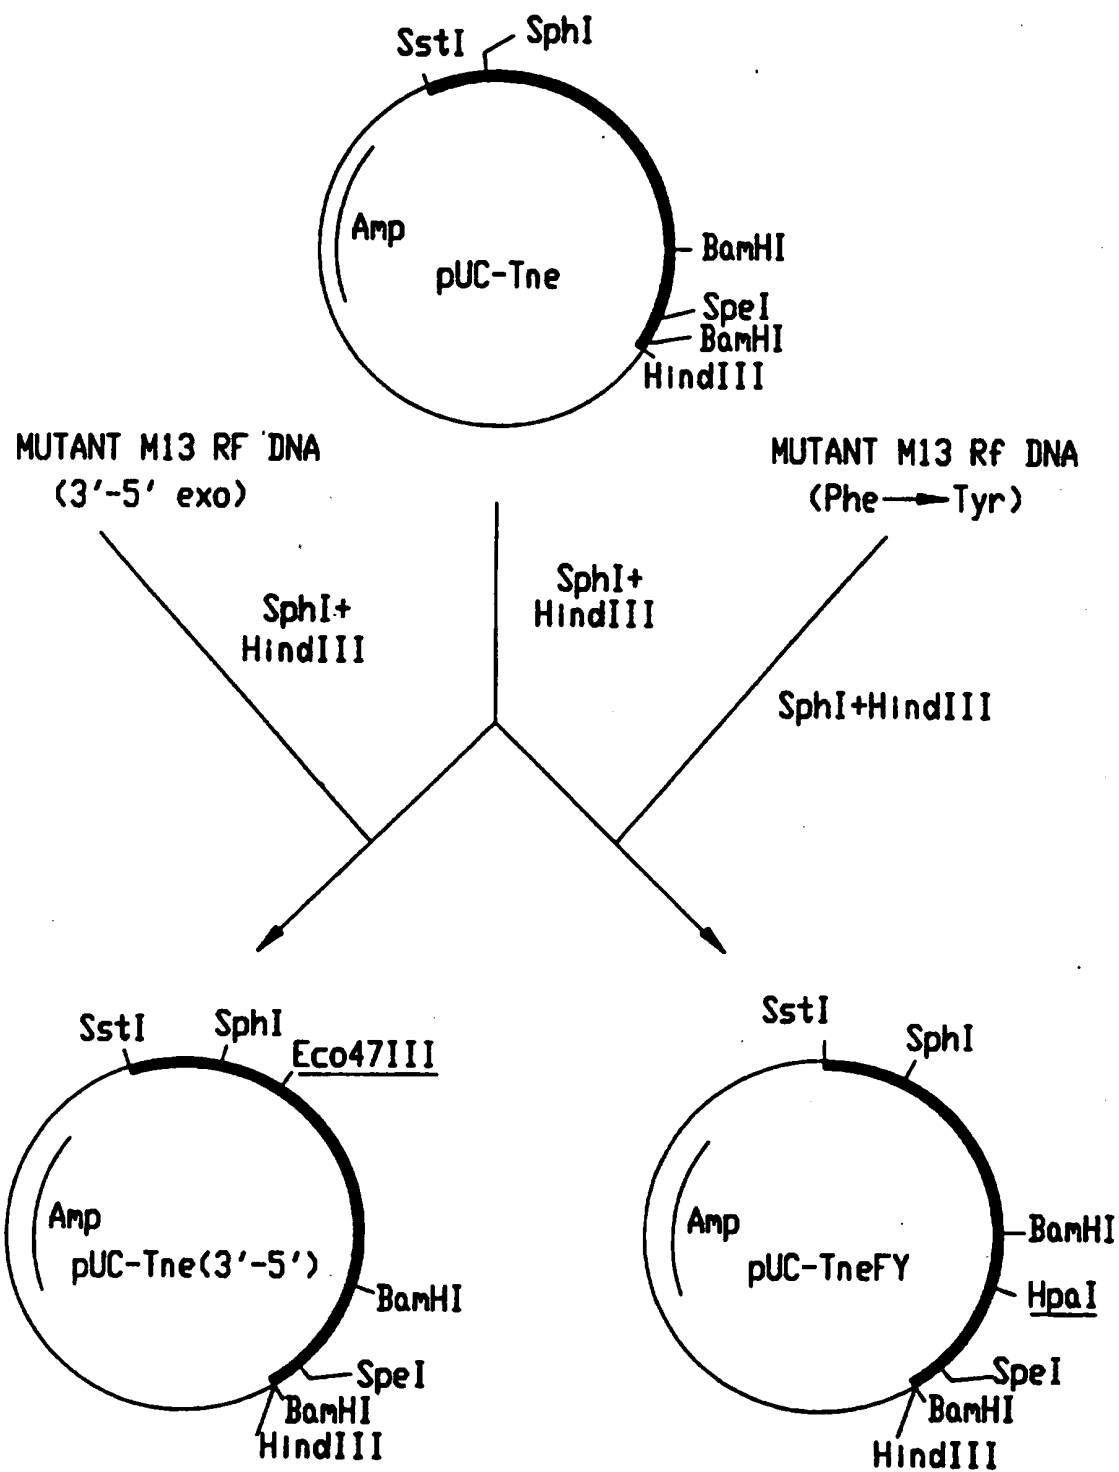 SstI
SphI
Amp
pUC-Tne
BamHI
SpeI
BamHI
HindIII
MUTANT M13 RF DNA
(3'-5' exo)
MUTANT M13 Rf DNA
(Phe→Tyr)
SphI+
HindIII
SphI+
HindIII
SphI+HindIII
SstI
SphI
Eco47III
Amp
pUC-Tne(3'-5')
BamHI
SpeI
BamHI
HindIII
SstI
SphI
Amp
pUC-TneFY
BamHI
HpaI
SpeI
BamHI
HindIII